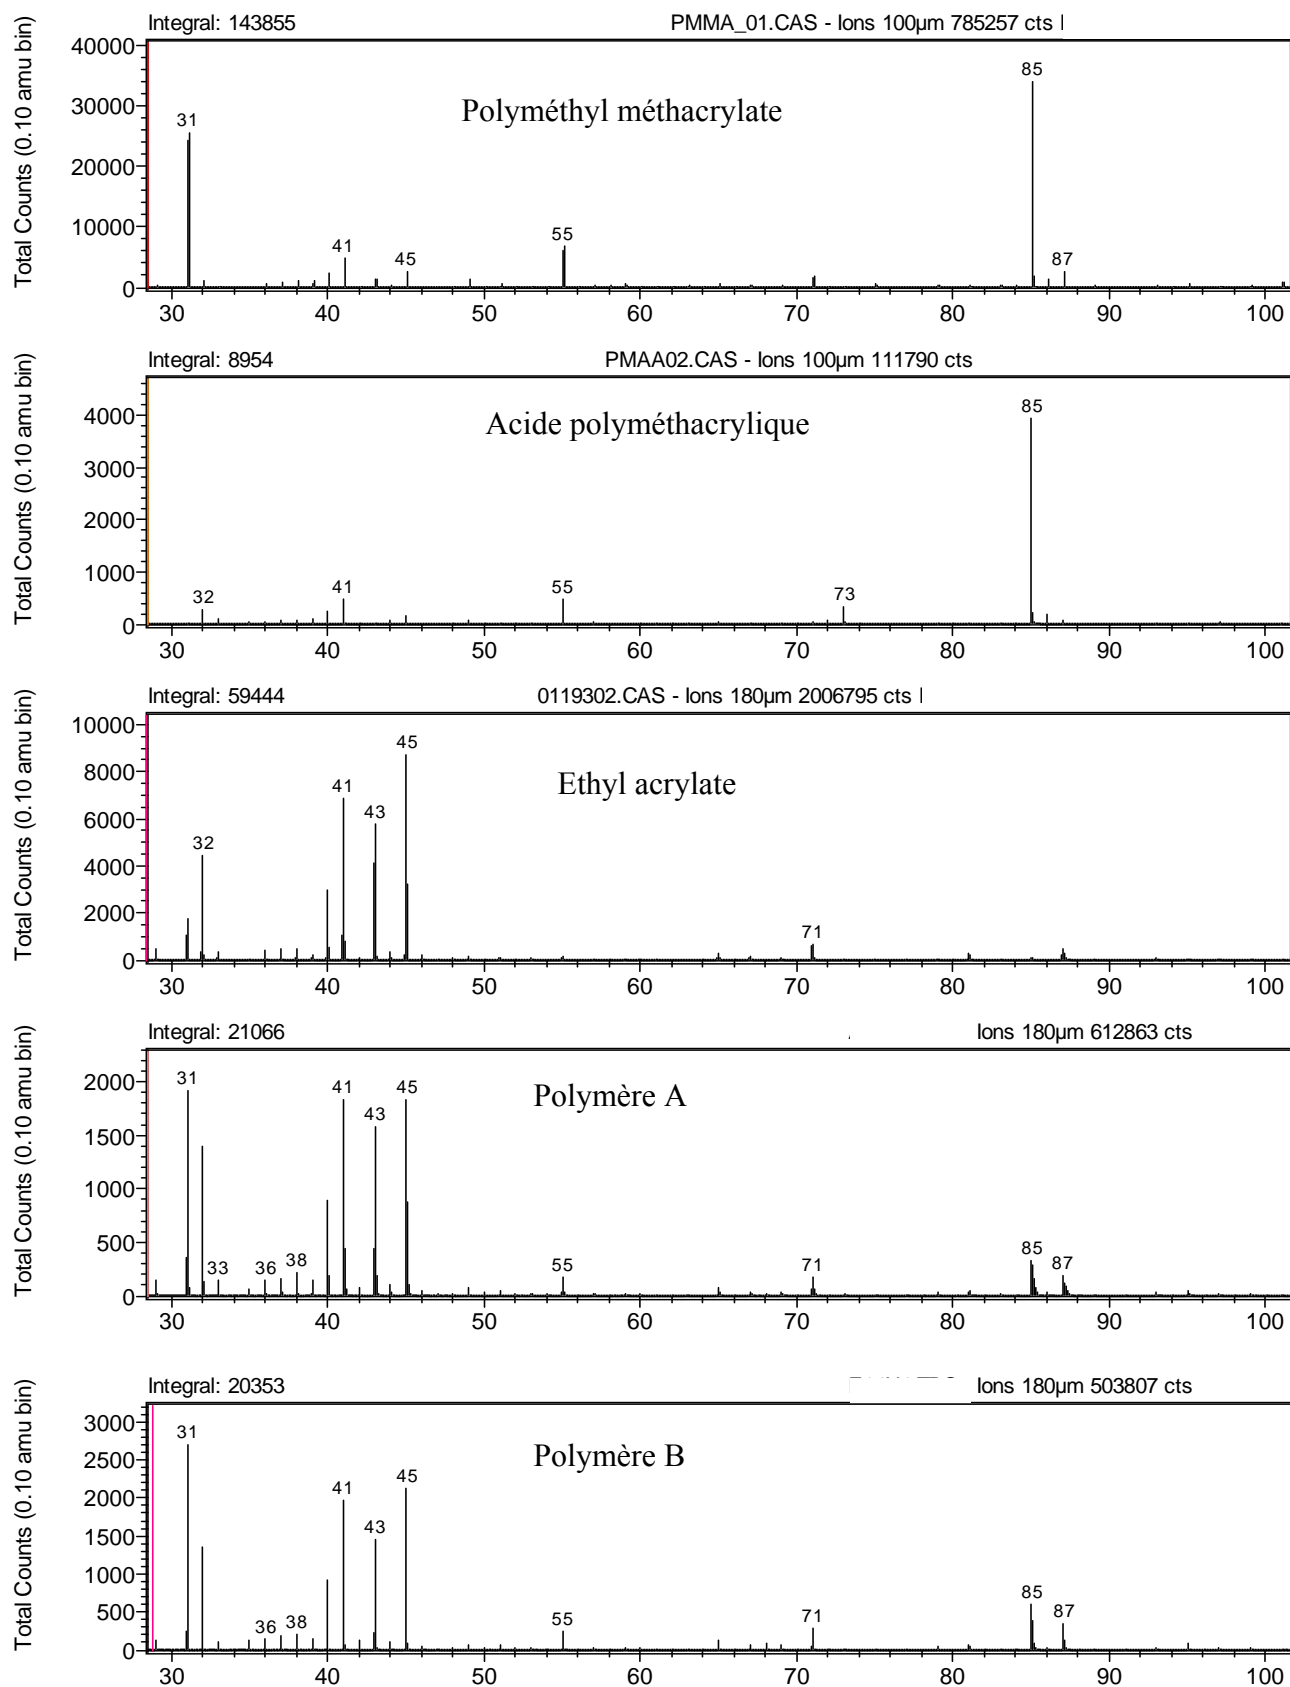 Integral: 143855 PMMA_01.CAS - Ions 100µm 785257 cts
Total Counts (0.10 amu bin)
40000
30000
20000
10000
0
Polyméthyl méthacrylate
31 41 45 55 85 87
30 40 50 60 70 80 90 100
Integral: 8954 PMAA02.CAS - Ions 100µm 111790 cts
Total Counts (0.10 amu bin)
4000
3000
2000
1000
0
Acide polyméthacrylique
32 41 55 73 85
30 40 50 60 70 80 90 100
Integral: 59444 0119302.CAS - Ions 180µm 2006795 cts
Total Counts (0.10 amu bin)
10000
8000
6000
4000
2000
0
Ethyl acrylate
32 41 43 45 71
30 40 50 60 70 80 90 100
Integral: 21066 Ions 180µm 612863 cts
Total Counts (0.10 amu bin)
2000
1500
1000
500
0
Polymère A
31 33 36 38 41 43 45 55 71 85 87
30 40 50 60 70 80 90 100
Integral: 20353 Ions 180µm 503807 cts
Total Counts (0.10 amu bin)
3000
2500
2000
1500
1000
500
0
Polymère B
31 36 38 41 43 45 55 71 85 87
30 40 50 60 70 80 90 100